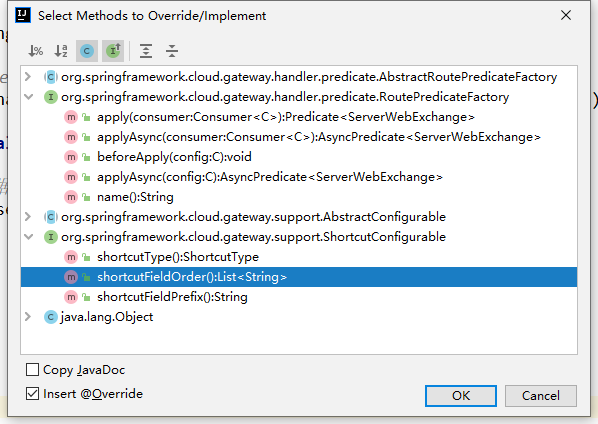 Select Methods to Override/Implement
org.springframework.cloud.gateway.handler.predicate.AbstractRoutePredicateFactory
org.springframework.cloud.gateway.handler.predicate.RoutePredicateFactory
apply(consumer:Consumer<C>):Predicate<ServerWebExchange>
applyAsync(consumer:Consumer<C>):AsyncPredicate<ServerWebExchange>
beforeApply(config:C):void
applyAsync(config:C):AsyncPredicate<ServerWebExchange>
name():String
org.springframework.cloud.gateway.support.AbstractConfigurable
org.springframework.cloud.gateway.support.ShortcutConfigurable
shortcutType():ShortcutType
shortcutFieldOrder():List<String>
shortcutFieldPrefix():String
java.lang.Object
Copy JavaDoc
Insert @Override
OK Cancel